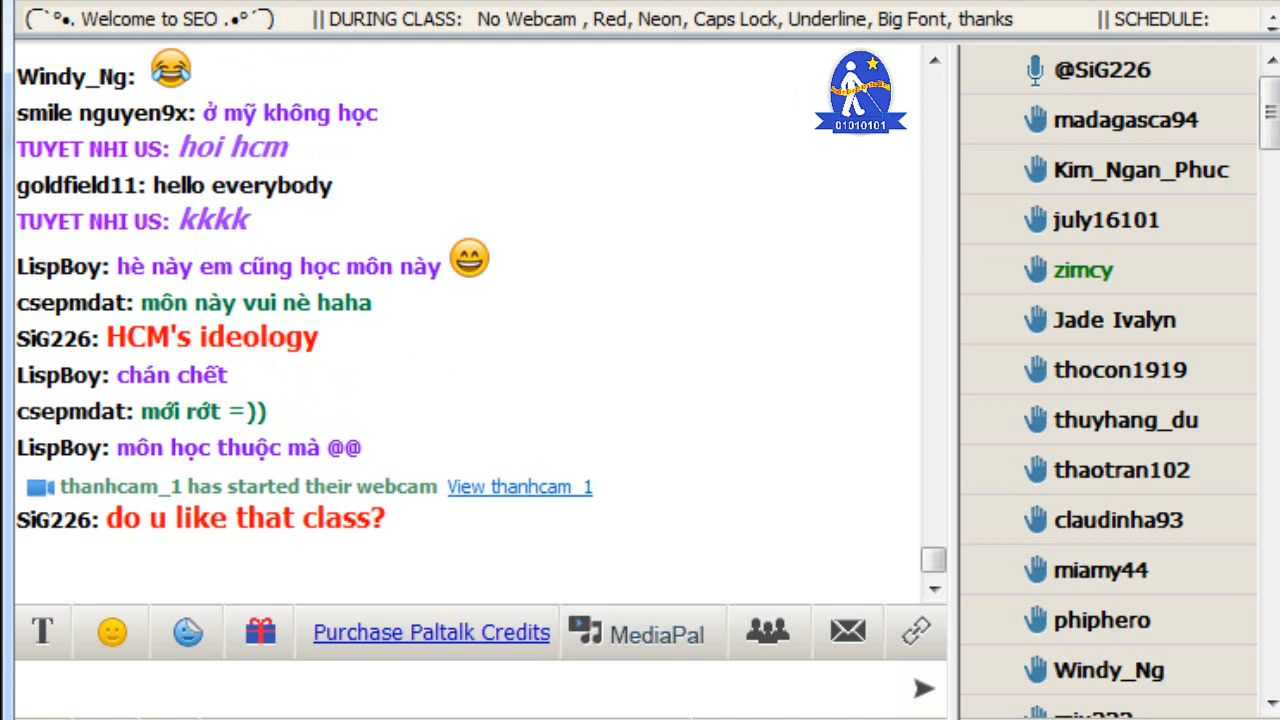 (¯`°•. Welcome to SEO .•°´¯) || DURING CLASS: No Webcam , Red, Neon, Caps Lock, Underline, Big Font, thanks || SCHEDULE:
Windy_Ng:
smile nguyen9x: ở mỹ không học
TUYET NHI US: hoi hcm
goldfield11: hello everybody
TUYET NHI US: kkkk
LispBoy: hè này em cũng học môn này
csepmdat: môn này vui nè haha
SiG226: HCM's ideology
LispBoy: chán chết
csepmdat: mới rớt =))
LispBoy: môn học thuộc mà @@
thanhcam_1 has started their webcam View thanhcam_1
SiG226: do u like that class?
T Purchase Paltalk Credits MediaPal
01010101
@SiG226
madagasca94
Kim_Ngan_Phuc
july16101
zimcy
Jade Ivalyn
thocon1919
thuyhang_du
thaotran102
claudinha93
miamy44
phiphero
Windy_Ng